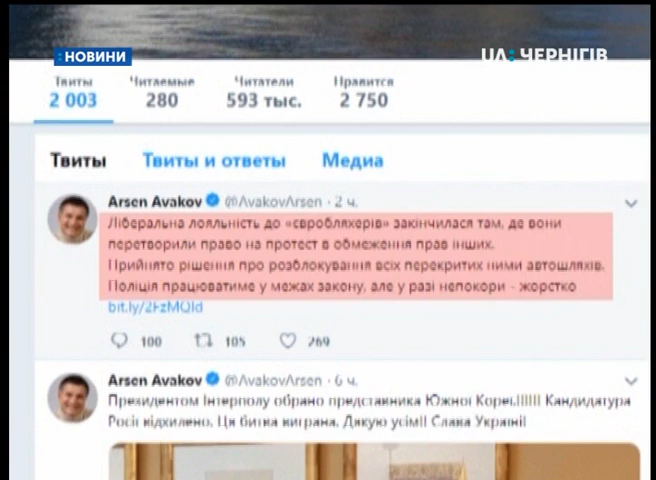 НОВИНИ
UA: ЧЕРНІГІВ
Твиты Читаемые Читатели Нравится
2 003 280 593 тыс. 2 750
Твиты Твиты и ответы Медиа
Arsen Avakov @AvakovArsen · 2 ч.
Ліберальна лояльність до «євробляхерів» закінчилася там, де вони
перетворили право на протест в обмеження прав інших.
Прийнято рішення про розблокування всіх перекритих ними автошляхів.
Поліція працюватиме у межах закону, але у разі непокори - жорстко
bit.ly/2FzMQld
100 105 269
Arsen Avakov @AvakovArsen · 6 ч.
Президентом Інтерполу обрано представника Южної Кореї.!!!!!! Кандидатура
Росії відхилено. Ця битва виграна. Дякую усім!! Слава Україні!